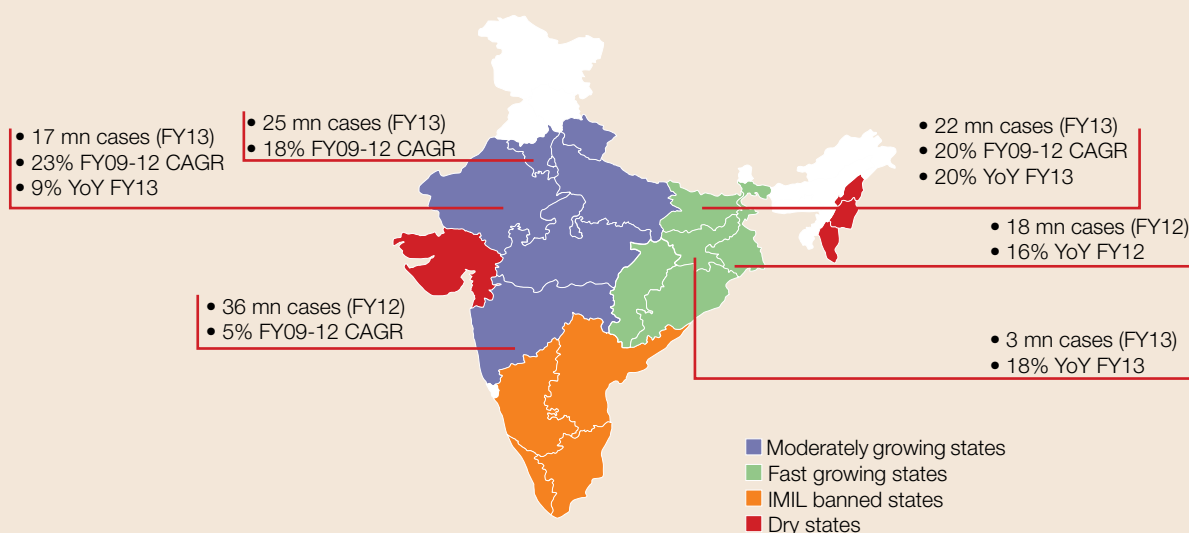 • 17 mn cases (FY13)
• 23% FY09-12 CAGR
• 9% YoY FY13
• 25 mn cases (FY13)
• 18% FY09-12 CAGR
• 22 mn cases (FY13)
• 20% FY09-12 CAGR
• 20% YoY FY13
• 18 mn cases (FY12)
• 16% YoY FY12
• 36 mn cases (FY12)
• 5% FY09-12 CAGR
• 3 mn cases (FY13)
• 18% YoY FY13
Moderately growing states
Fast growing states
IMIL banned states
Dry states